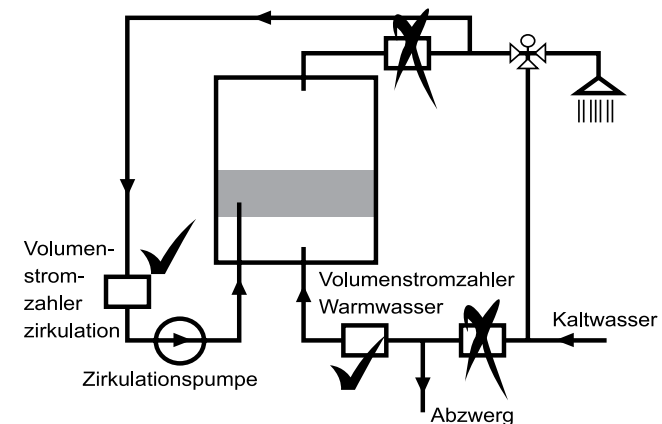 Volumen-
strom-
zahler
zirkulation
Zirkulationspumpe
Volumenstromzahler
Warmwasser
Kaltwasser
Abzwerg